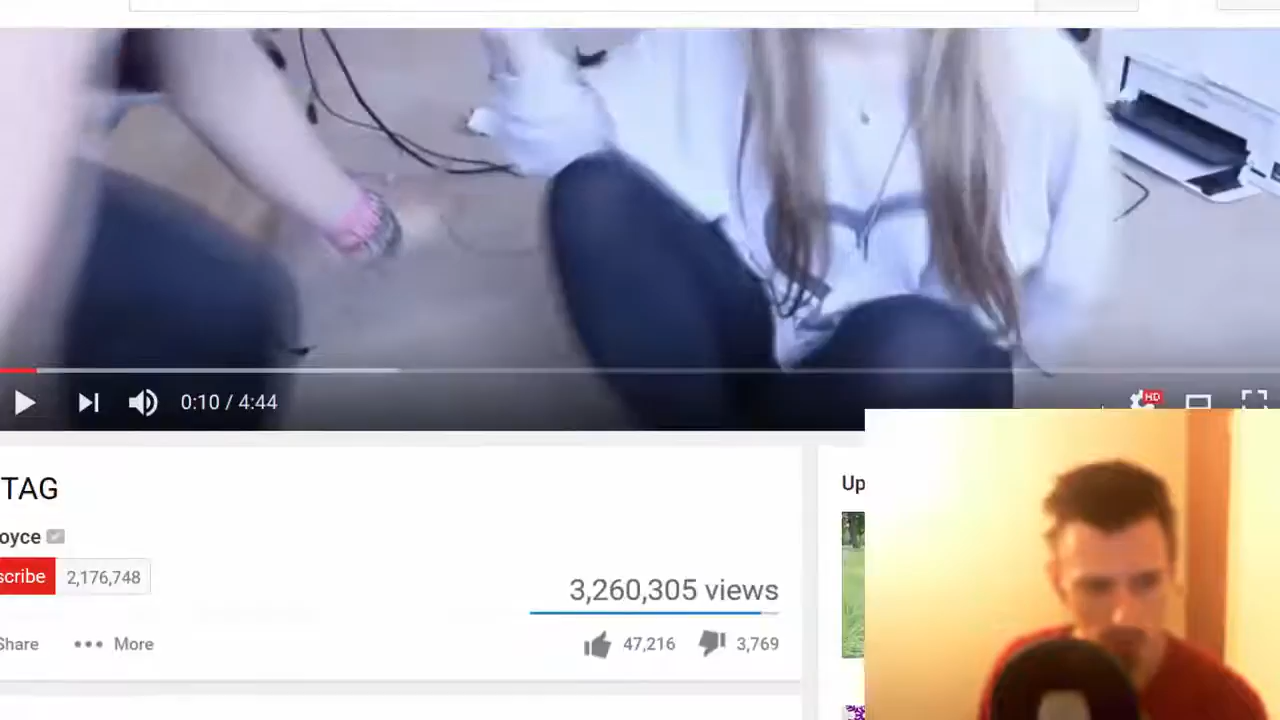 HD
0:10 / 4:44
TAG
oyce
scribe 2,176,748
3,260,305 views
Share ••• More
47,216 3,769
Up